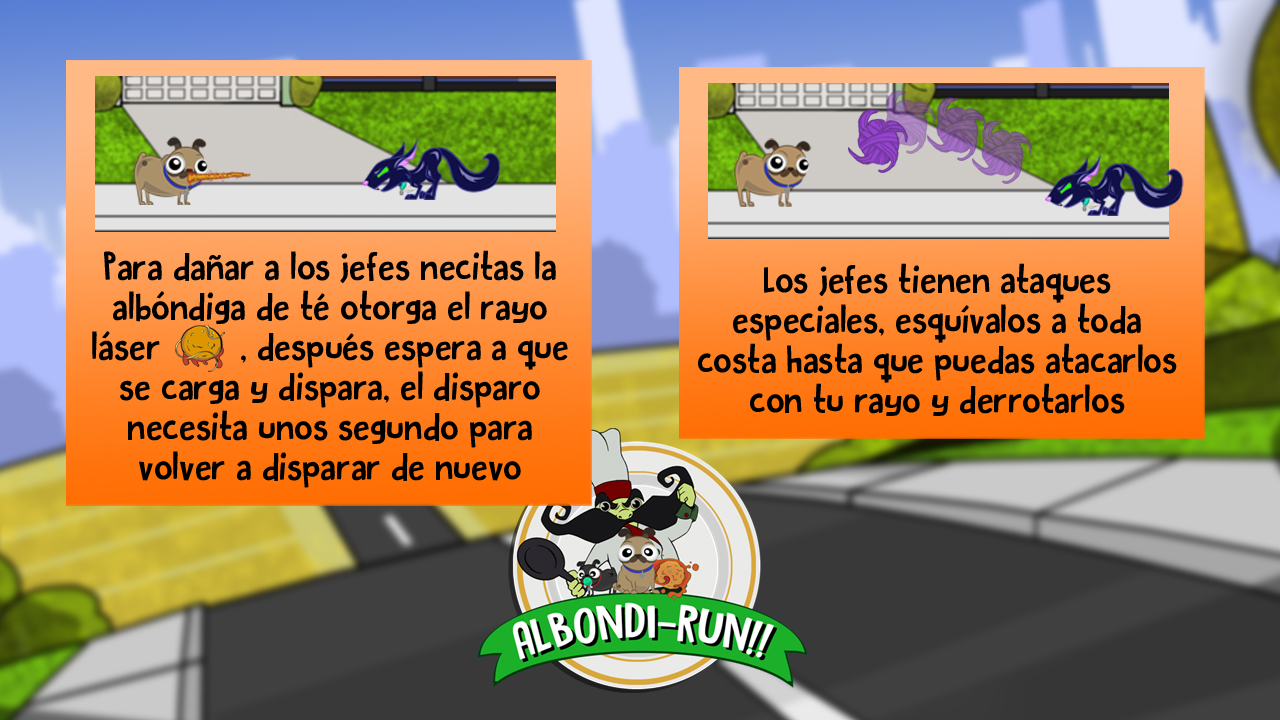 Para dañar a los jefes necitas la
albóndiga de té otorga el rayo
láser , después espera a que
se carga y dispara, el disparo
necesita unos segundo para
volver a disparar de nuevo
Los jefes tienen ataques
especiales, esquívalos a toda
costa hasta que puedas atacarlos
con tu rayo y derrotarlos
ALBONDI-RUN!!